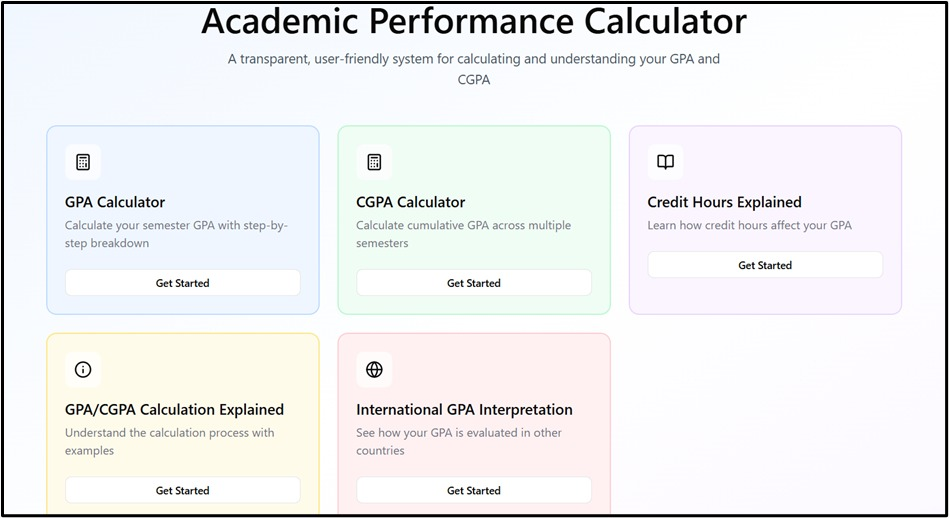 Academic Performance Calculator
A transparent, user-friendly system for calculating and understanding your GPA and
CGPA
GPA Calculator
Calculate your semester GPA with step-by-
step breakdown
Get Started
CGPA Calculator
Calculate cumulative GPA across multiple
semesters
Get Started
Credit Hours Explained
Learn how credit hours affect your GPA
Get Started
GPA/CGPA Calculation Explained
Understand the calculation process with
examples
Get Started
International GPA Interpretation
See how your GPA is evaluated in other
countries
Get Started